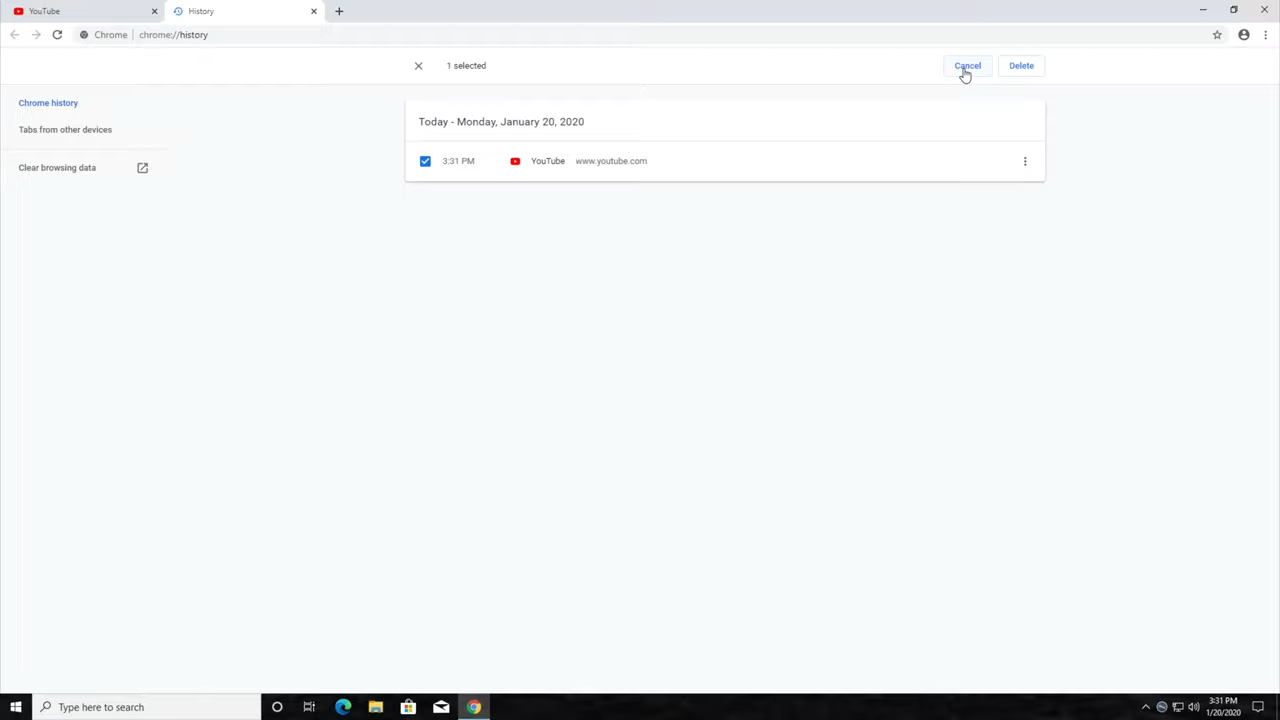 YouTube
History
Chrome
chrome://history
1 selected
Cancel
Delete
Chrome history
Tabs from other devices
Clear browsing data
Today - Monday, January 20, 2020
3:31 PM YouTube www.youtube.com
Type here to search
3:31 PM
1/20/2020